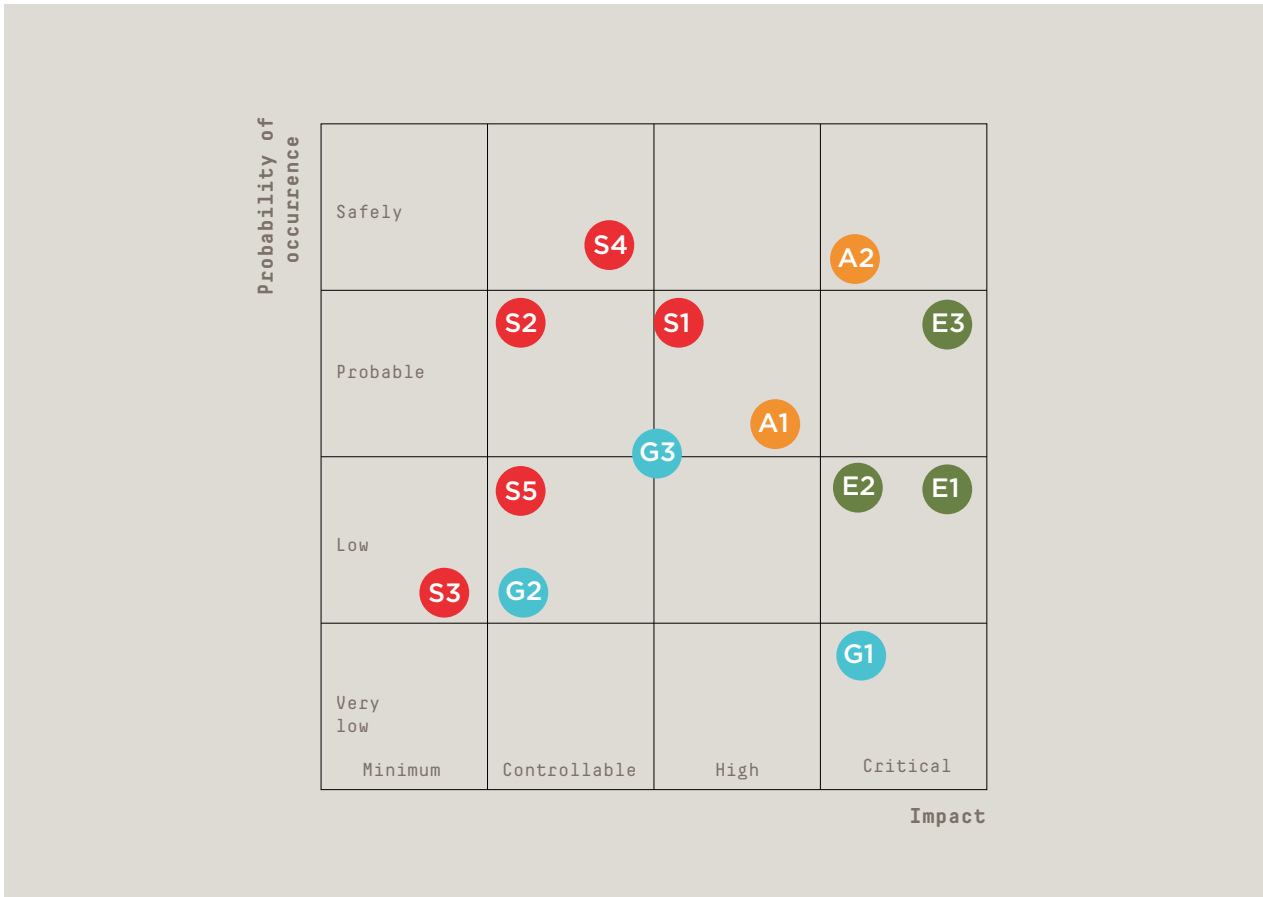 Probability of
occurrence
Safely
S4
A2
S2
S1
E3
Probable
A1
G3
S5
E2
E1
Low
S3
G2
G1
Very
low
Minimum
Controllable
High
Critical
Impact